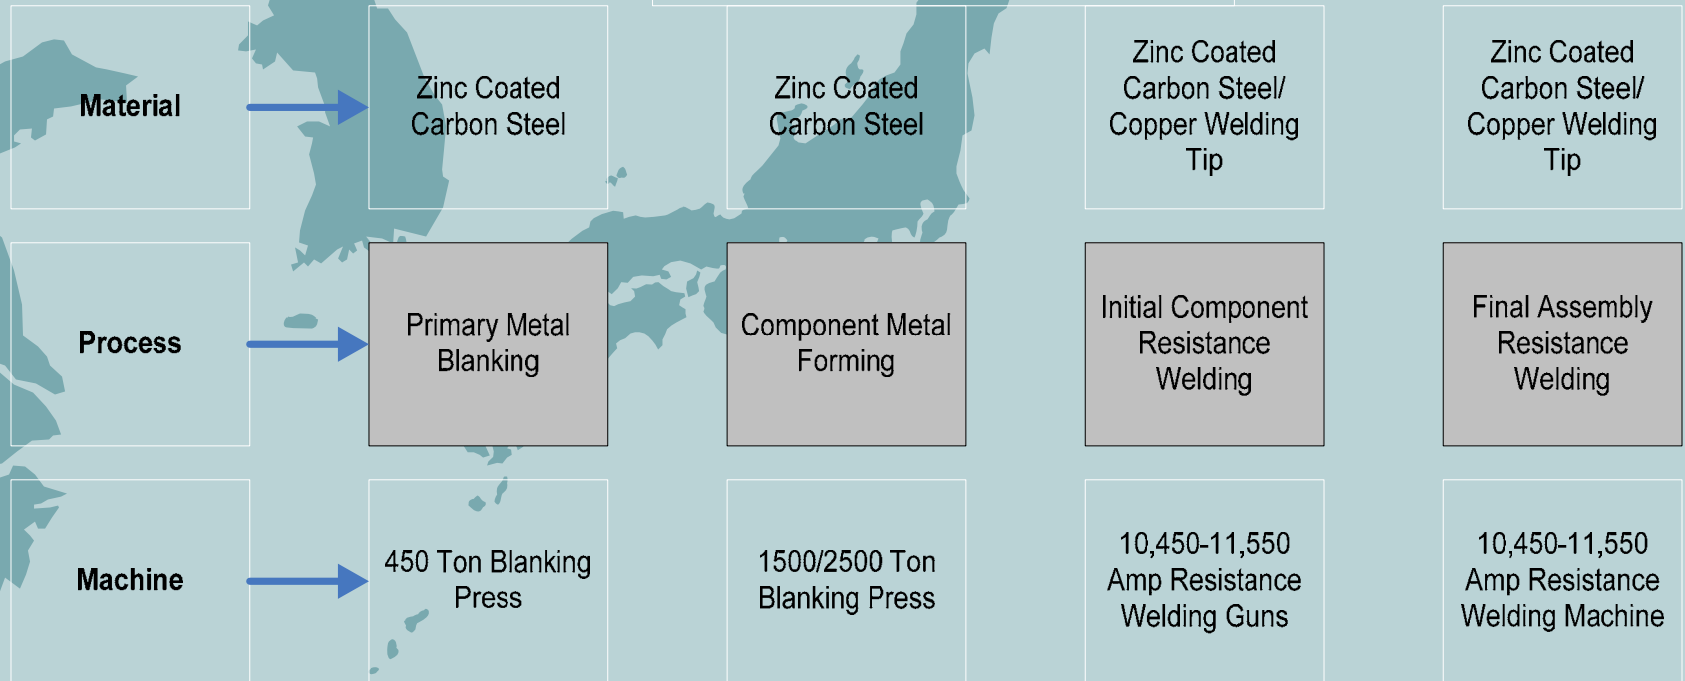 Material
Zinc Coated
Carbon Steel
Zinc Coated
Carbon Steel
Zinc Coated
Carbon Steel/
Copper Welding
Tip
Zinc Coated
Carbon Steel/
Copper Welding
Tip
Process
Primary Metal
Blanking
Component Metal
Forming
Initial Component
Resistance
Welding
Final Assembly
Resistance
Welding
Machine
450 Ton Blanking
Press
1500/2500 Ton
Blanking Press
10,450-11,550
Amp Resistance
Welding Guns
10,450-11,550
Amp Resistance
Welding Machine